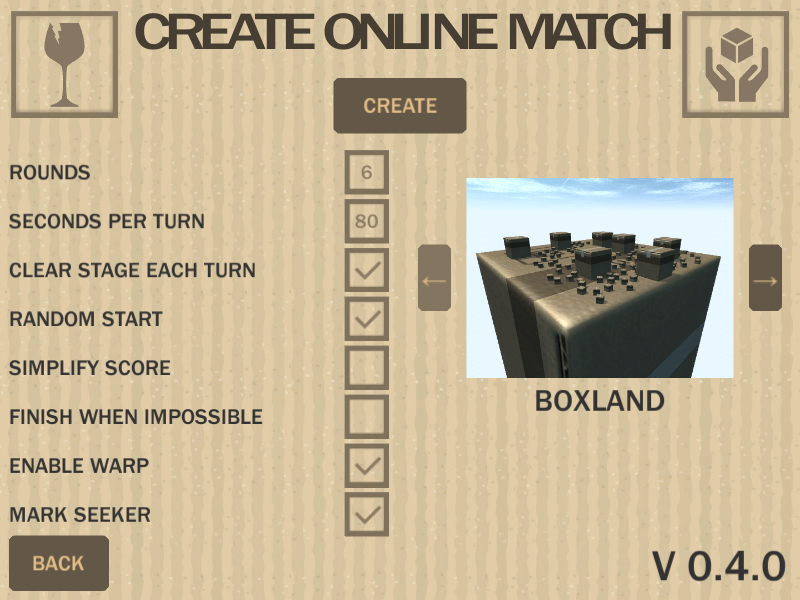 CREATE ONLINE MATCH
CREATE
ROUNDS 6
SECONDS PER TURN 80
CLEAR STAGE EACH TURN
RANDOM START
SIMPLIFY SCORE
FINISH WHEN IMPOSSIBLE
ENABLE WARP
MARK SEEKER
← →
BOXLAND
BACK
V 0.4.0